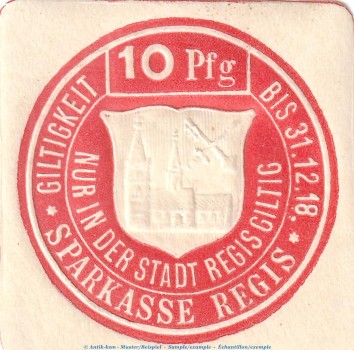 10 Pfg
GILTIGKEIT BIS 31.12.18.
NUR IN DER STADT REGIS GILTIG
* SPARKASSE REGIS *
© Antik-kun - Muster/Beispiel - Sample/example - Échantillon/exemple